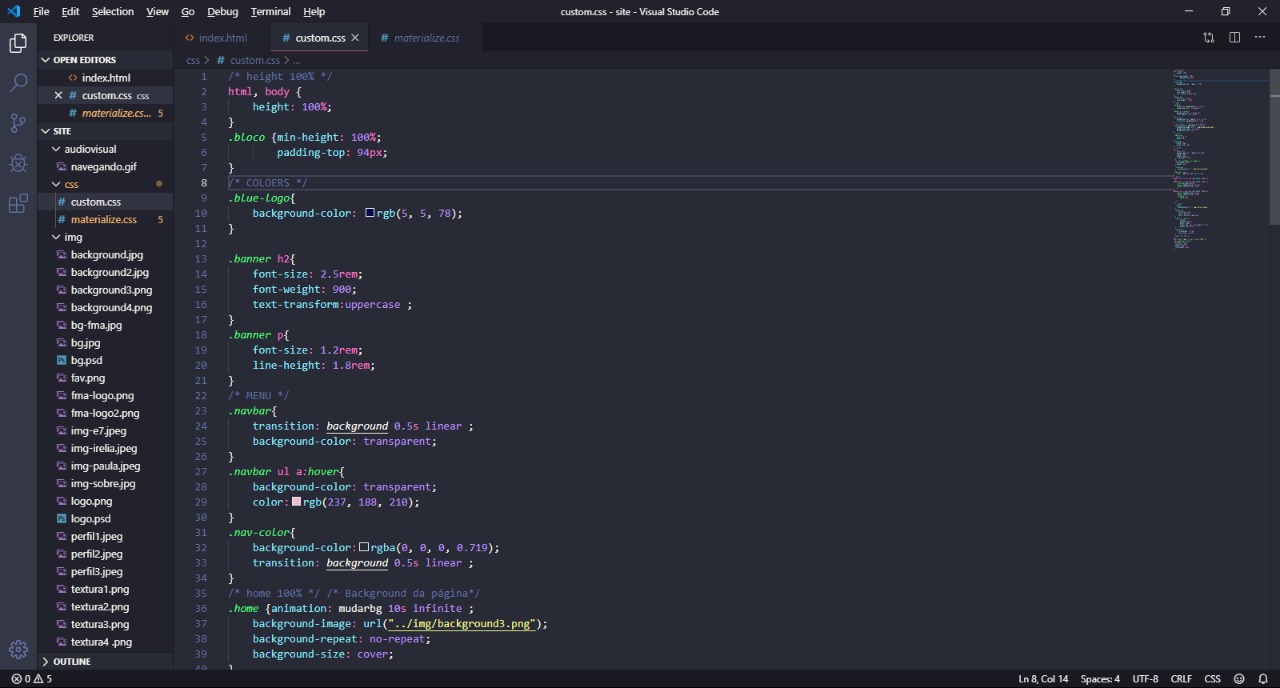 File Edit Selection View Go Debug Terminal Help
custom.css - site - Visual Studio Code
EXPLORER
OPEN EDITORS
index.html
custom.css css
materialize.cs... 5
SITE
audiovisual
navegando.gif
css
custom.css
materialize.css 5
img
background.jpg
background2.jpg
background3.png
background4.png
bg-fma.jpg
bg.jpg
bg.psd
fav.png
fma-logo.png
fma-logo2.png
img-e7.jpeg
img-irelia.jpeg
img-paula.jpeg
img-sobre.jpg
logo.png
logo.psd
perfil1.jpeg
perfil2.jpeg
perfil3.jpeg
textura1.png
textura2.png
textura3.png
textura4 .png
OUTLINE
index.html custom.css materialize.css
css > # custom.css > ...
1 /* height 100% */
2 html, body {
3 height: 100%;
4 }
5 .bloco {min-height: 100%;
6 padding-top: 94px;
7 }
8 /* COLOERS */
9 .blue-logo{
10 background-color: rgb(5, 5, 78);
11 }
12
13 .banner h2{
14 font-size: 2.5rem;
15 font-weight: 900;
16 text-transform:uppercase ;
17 }
18 .banner p{
19 font-size: 1.2rem;
20 line-height: 1.8rem;
21 }
22 /* MENU */
23 .navbar{
24 transition: background 0.5s linear ;
25 background-color: transparent;
26 }
27 .navbar ul a:hover{
28 background-color: transparent;
29 color: rgb(237, 188, 210);
30 }
31 .nav-color{
32 background-color: rgba(0, 0, 0, 0.719);
33 transition: background 0.5s linear ;
34 }
35 /* home 100% */ /* Background da página*/
36 .home {animation: mudarbg 10s infinite ;
37 background-image: url("../img/background3.png");
38 background-repeat: no-repeat;
39 background-size: cover;
0 5
Ln 8, Col 14 Spaces: 4 UTF-8 CRLF CSS